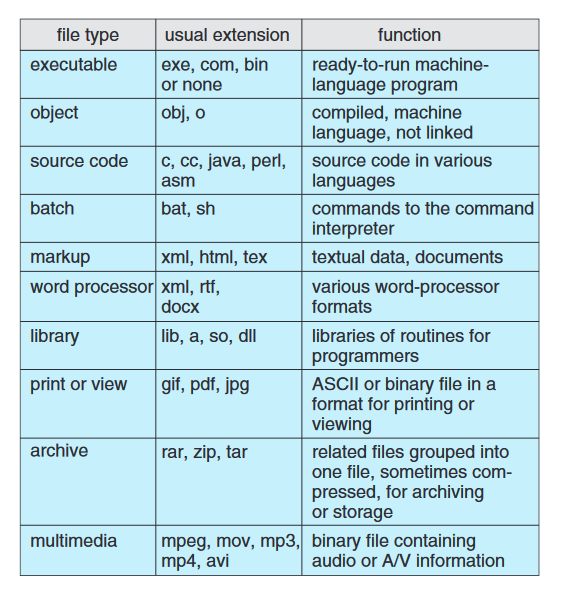 file type usual extension function
executable exe, com, bin ready-to-run machine-
or none language program
object obj, o compiled, machine
language, not linked
source code c, cc, java, perl, source code in various
asm languages
batch bat, sh commands to the command
interpreter
markup xml, html, tex textual data, documents
word processor xml, rtf, various word-processor
docx formats
library lib, a, so, dll libraries of routines for
programmers
print or view gif, pdf, jpg ASCII or binary file in a
format for printing or
viewing
archive rar, zip, tar related files grouped into
one file, sometimes com-
pressed, for archiving
or storage
multimedia mpeg, mov, mp3, binary file containing
mp4, avi audio or A/V information